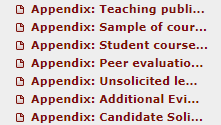 Appendix: Teaching publi...
Appendix: Sample of cour...
Appendix: Student course...
Appendix: Peer evaluatio...
Appendix: Unsolicited le...
Appendix: Additional Evi...
Appendix: Candidate Soli...